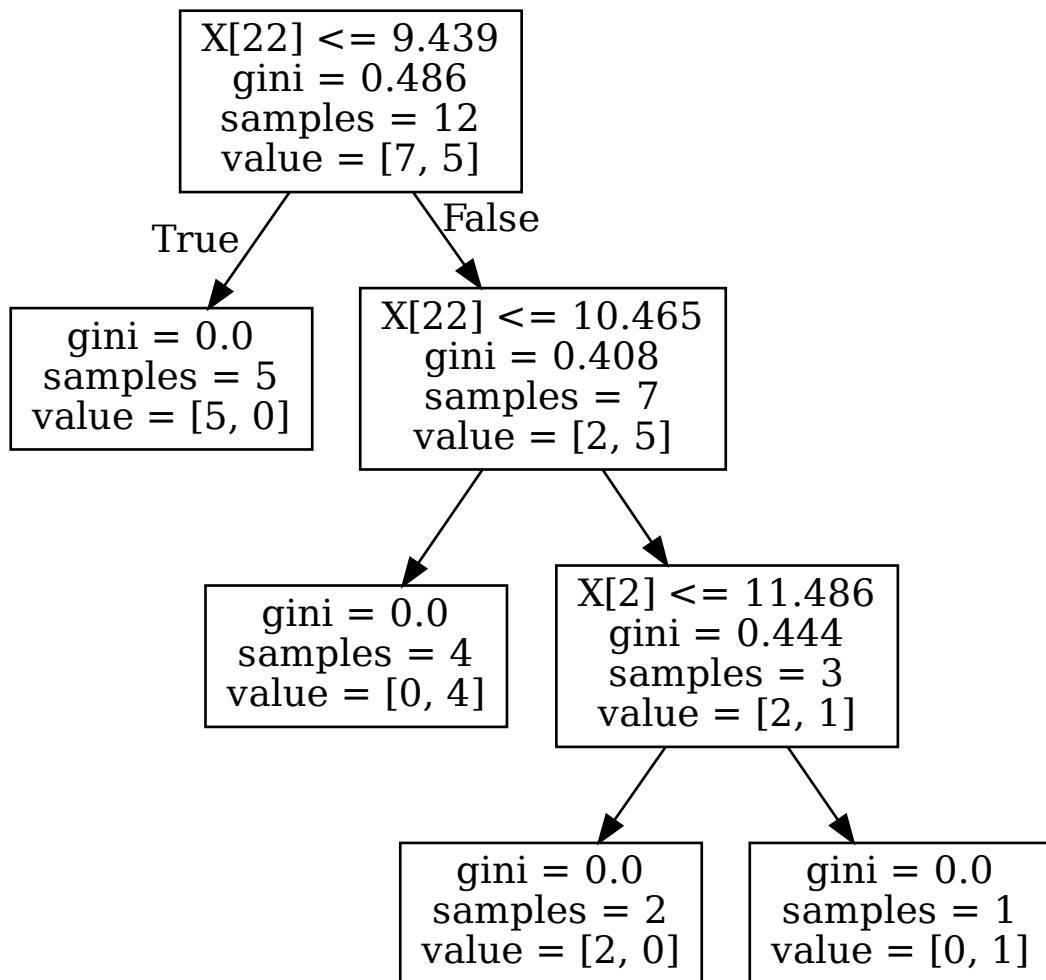 X[22] <= 9.439
gini = 0.486
samples = 12
value = [7, 5]
True
False
gini = 0.0
samples = 5
value = [5, 0]
X[22] <= 10.465
gini = 0.408
samples = 7
value = [2, 5]
gini = 0.0
samples = 4
value = [0, 4]
X[2] <= 11.486
gini = 0.444
samples = 3
value = [2, 1]
gini = 0.0
samples = 2
value = [2, 0]
gini = 0.0
samples = 1
value = [0, 1]